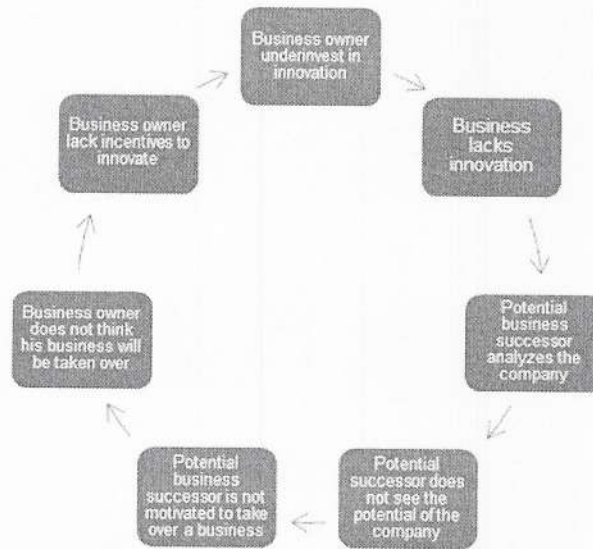 Business owner
underinvest in
innovation
Business
lacks
innovation
Potential
business
successor
analyzes the
company
Potential
successor does
not see the
potential of the
company
Potential
business
successor is not
motivated to take
over a business
Business owner
does not think
his business will
be taken over
Business owner
lack incentives to
innovate